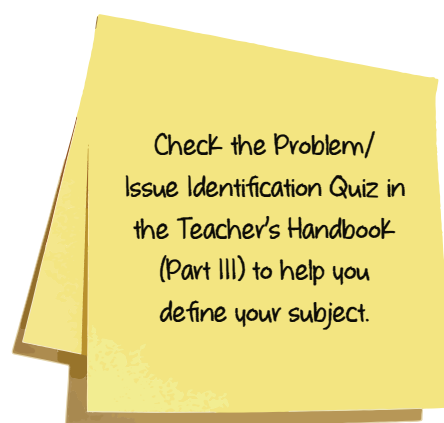 Check the Problem/
Issue Identification Quiz in
the Teacher's Handbook
(Part III) to help you
define your subject.